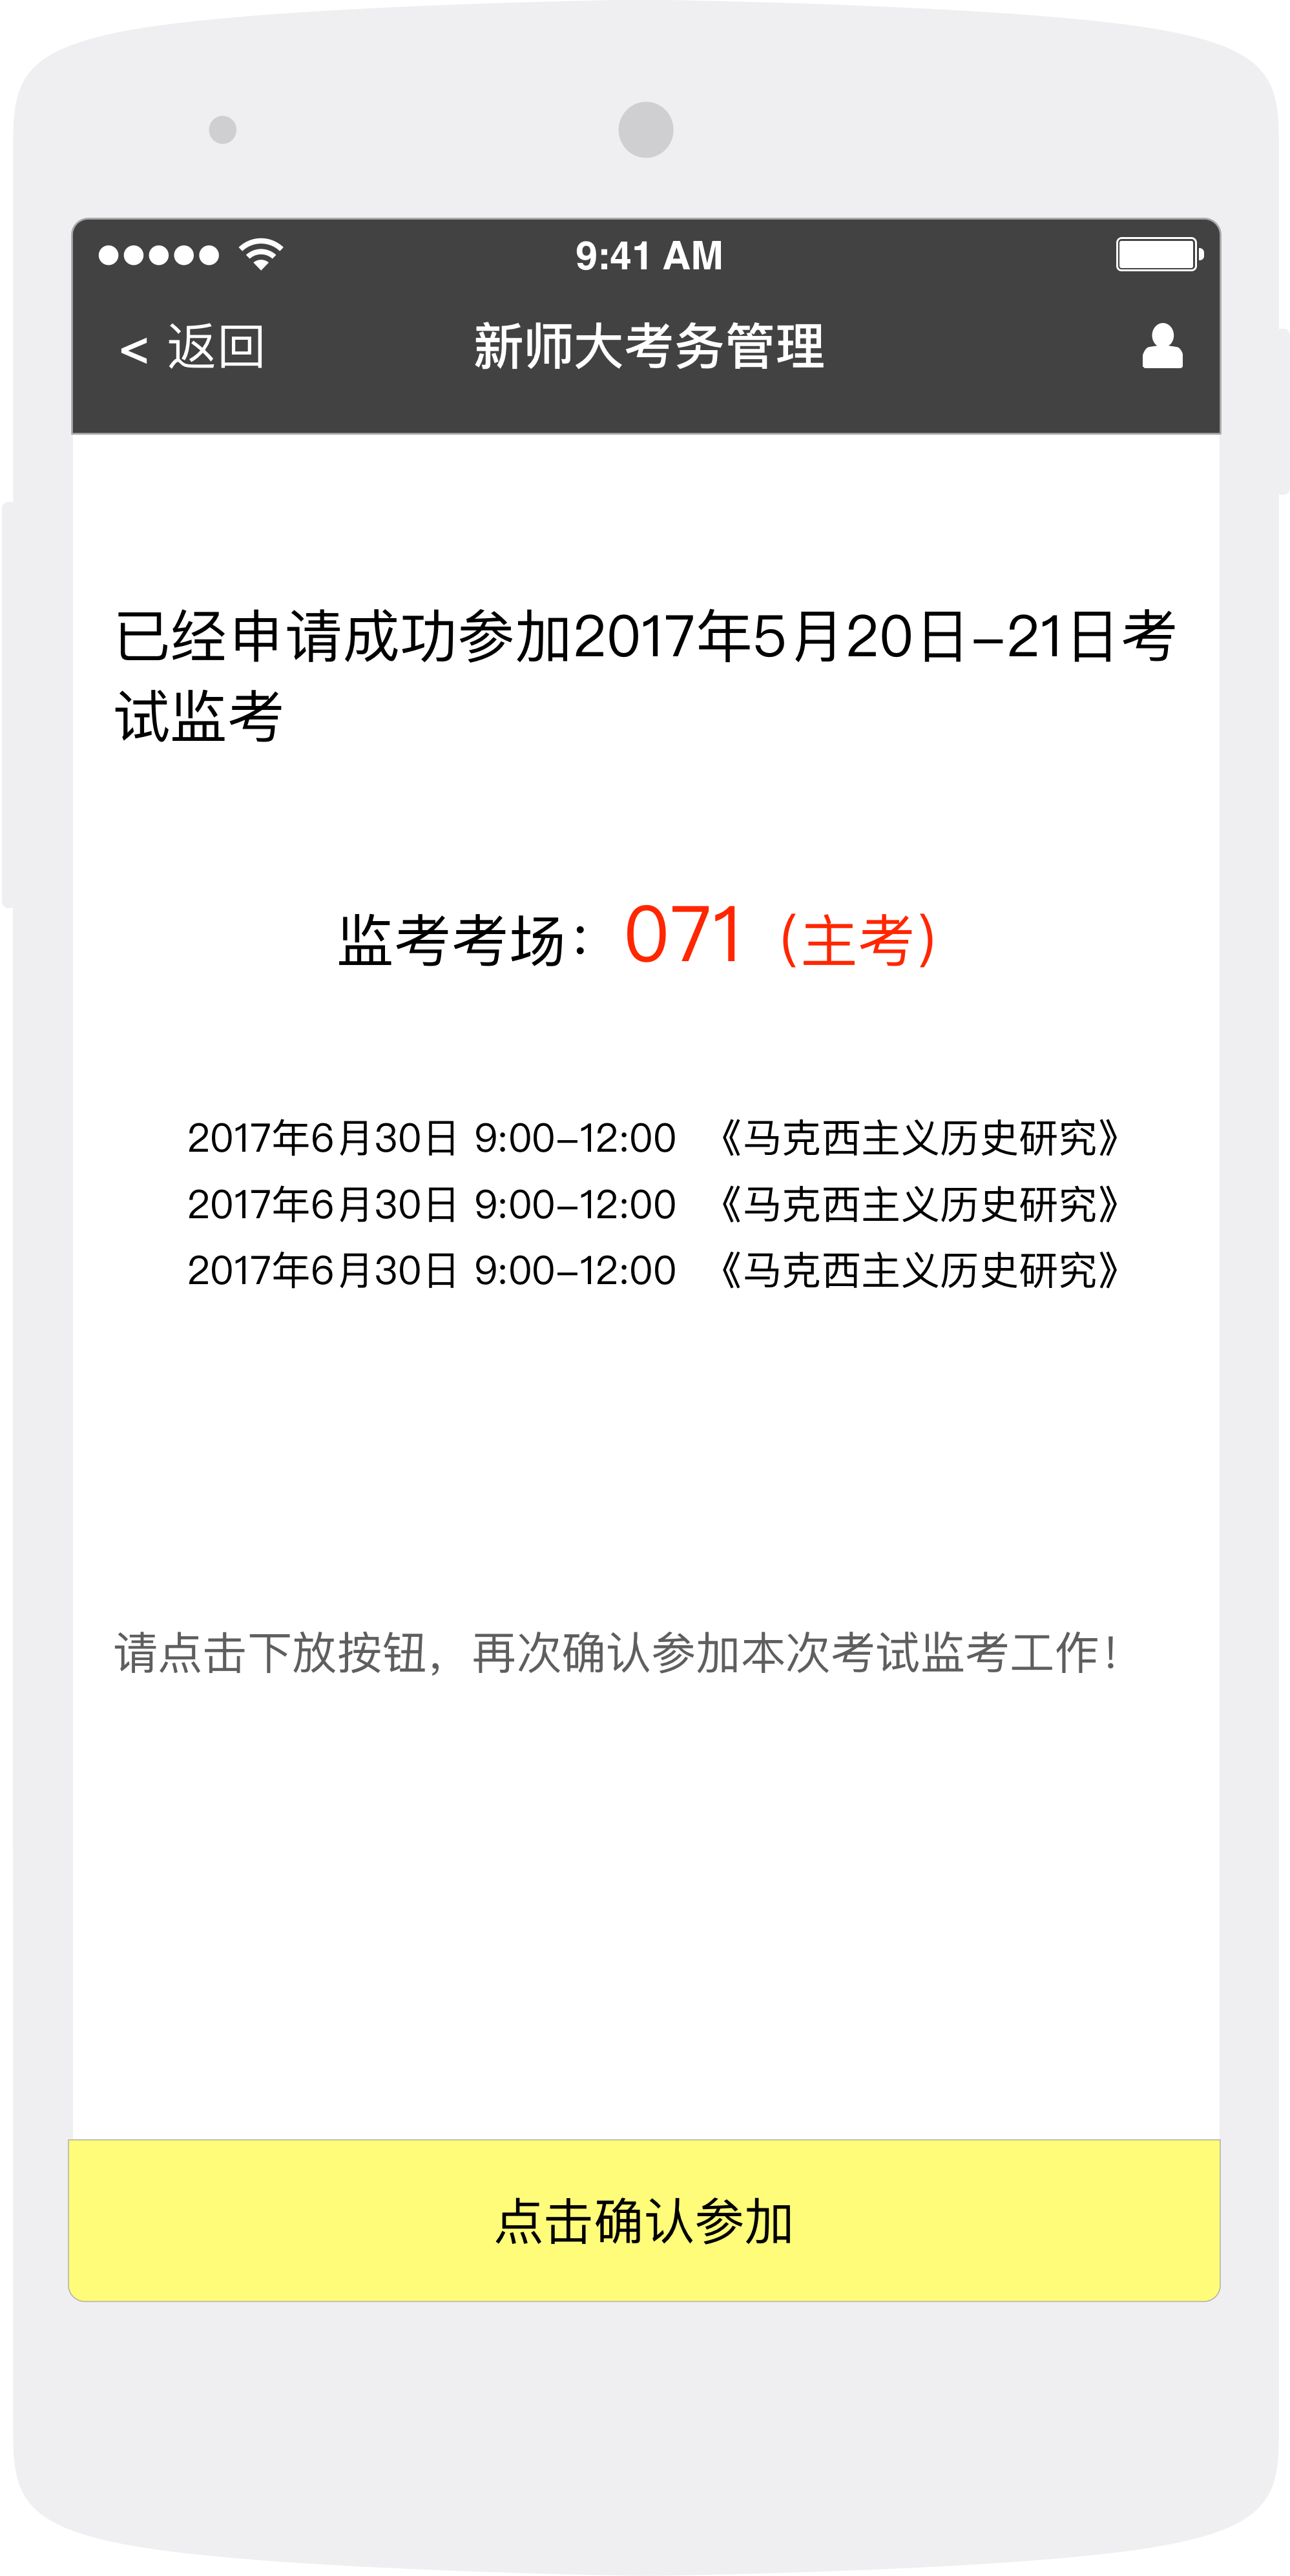 9:41 AM
< 返回 新师大考务管理
已经申请成功参加2017年5月20日-21日考
试监考
监考考场：071（主考）
2017年6月30日 9:00-12:00 《马克西主义历史研究》
2017年6月30日 9:00-12:00 《马克西主义历史研究》
2017年6月30日 9:00-12:00 《马克西主义历史研究》
请点击下放按钮，再次确认参加本次考试监考工作！
点击确认参加